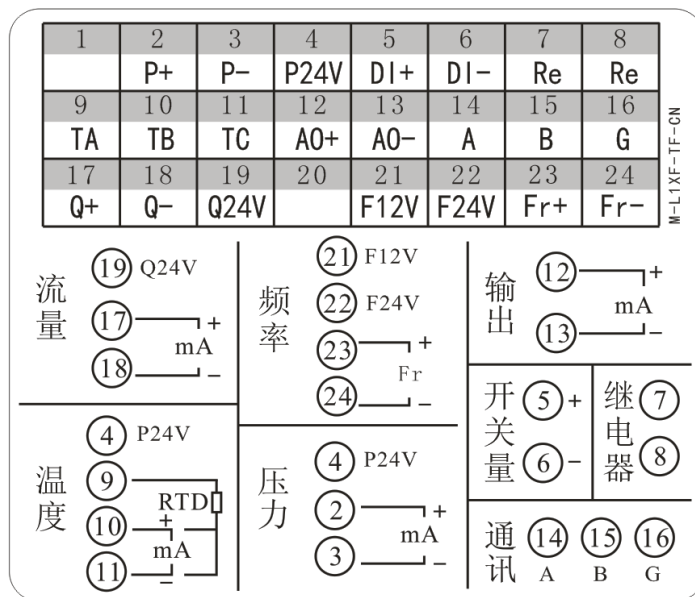 1 2 3 4 5 6 7 8
P+ P- P24V DI+ DI- Re Re
9 10 11 12 13 14 15 16
TA TB TC AO+ AO- A B G
17 18 19 20 21 22 23 24
Q+ Q- Q24V F12V F24V Fr+ Fr-
M-L1XF-TF-CN
流量
19 Q24V
17 +
mA
18 -
频率
21 F12V
22 F24V
23 +
Fr
24 -
输出
12 +
mA
13 -
开关量
5 +
6 -
继电器
7
8
温度
4 P24V
9
RTD
10 +
mA
11 -
压力
4 P24V
2 +
mA
3 -
通讯
14 15 16
A B G